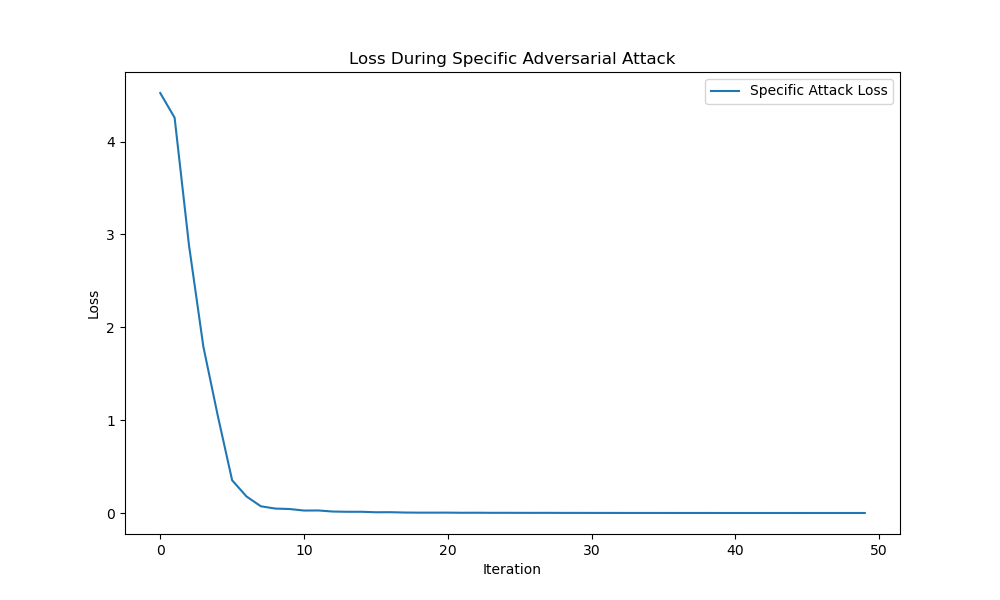 Loss During Specific Adversarial Attack
Specific Attack Loss
Loss
4
3
2
1
0
0 10 20 30 40 50
Iteration